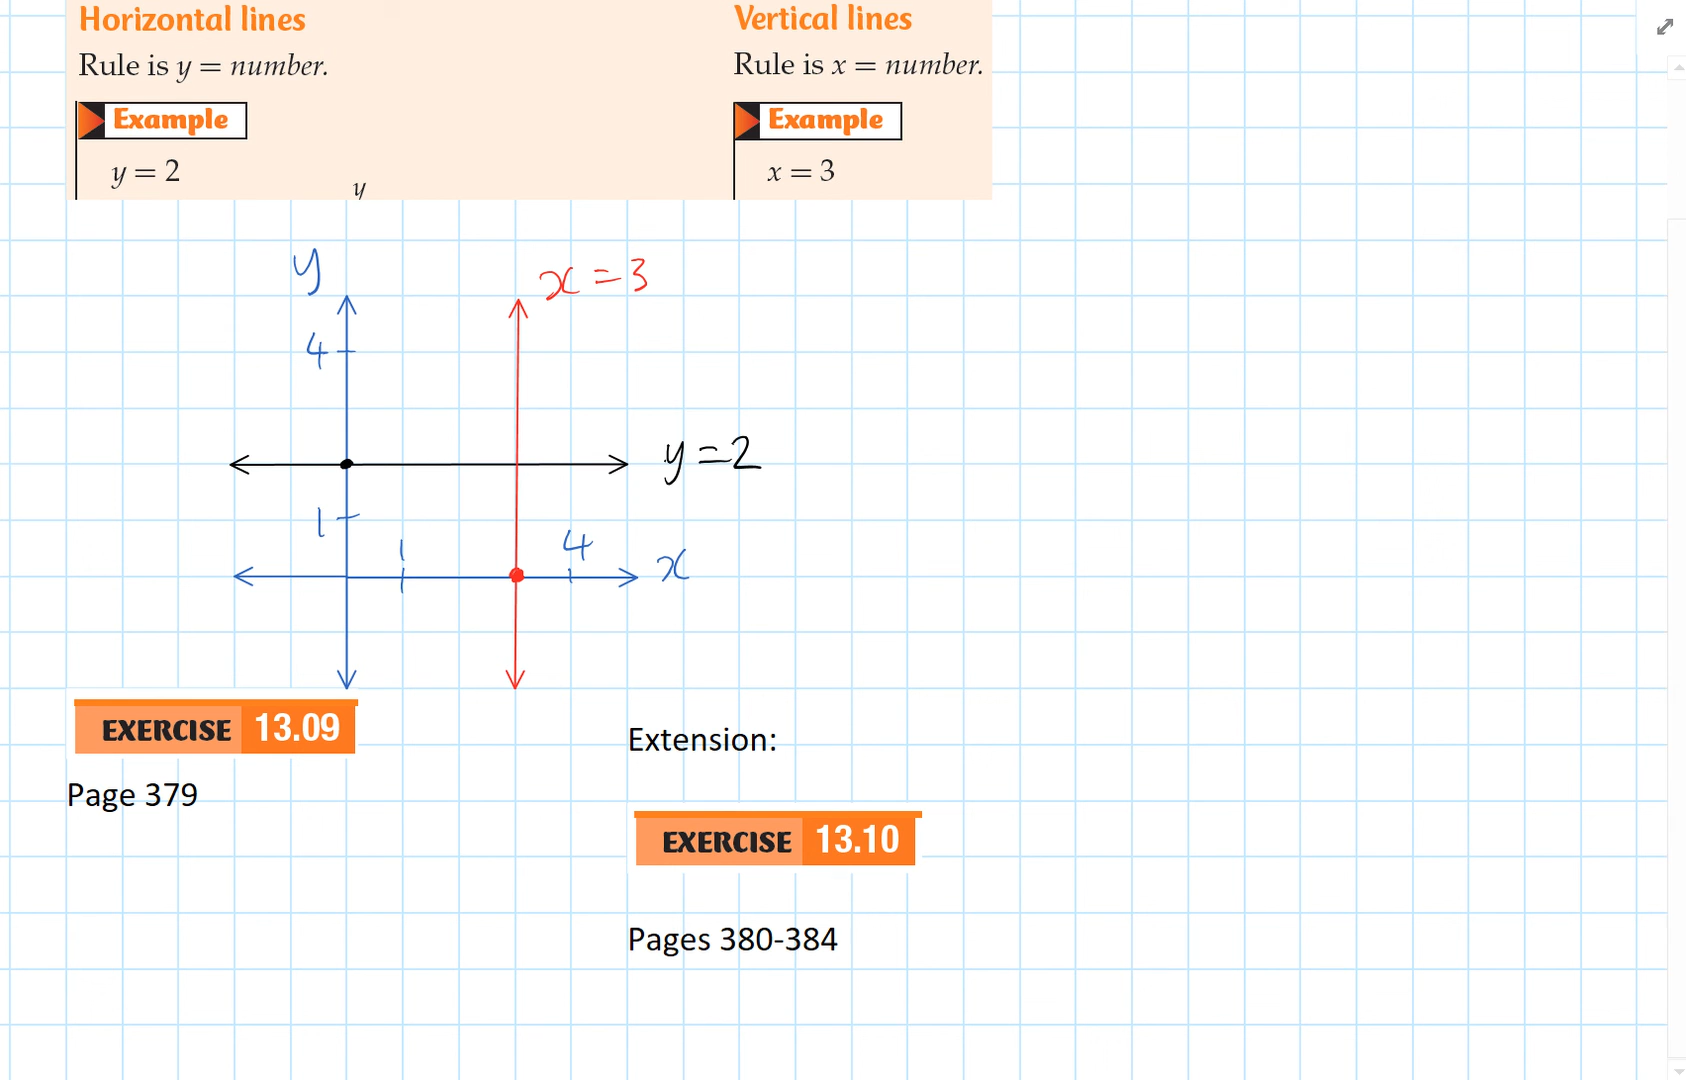 Horizontal lines
Rule is y = number.
Example
y = 2
y
Vertical lines
Rule is x = number.
Example
x = 3
y
x = 3
4
y = 2
1
1
4
x
EXERCISE 13.09
Page 379
Extension:
EXERCISE 13.10
Pages 380-384